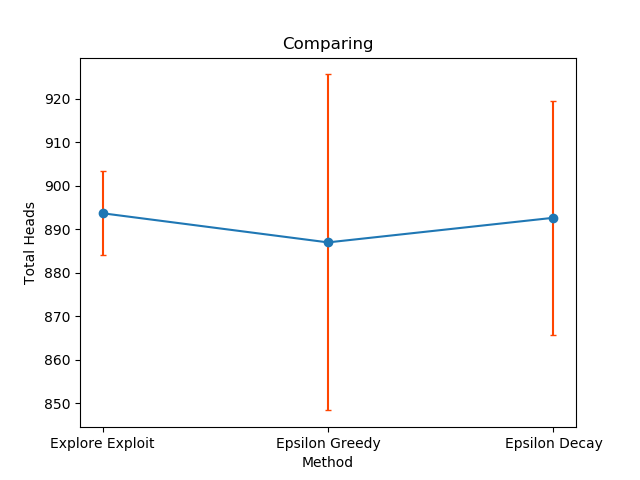 Comparing
Total Heads
920
910
900
890
880
870
860
850
Explore Exploit
Epsilon Greedy
Epsilon Decay
Method